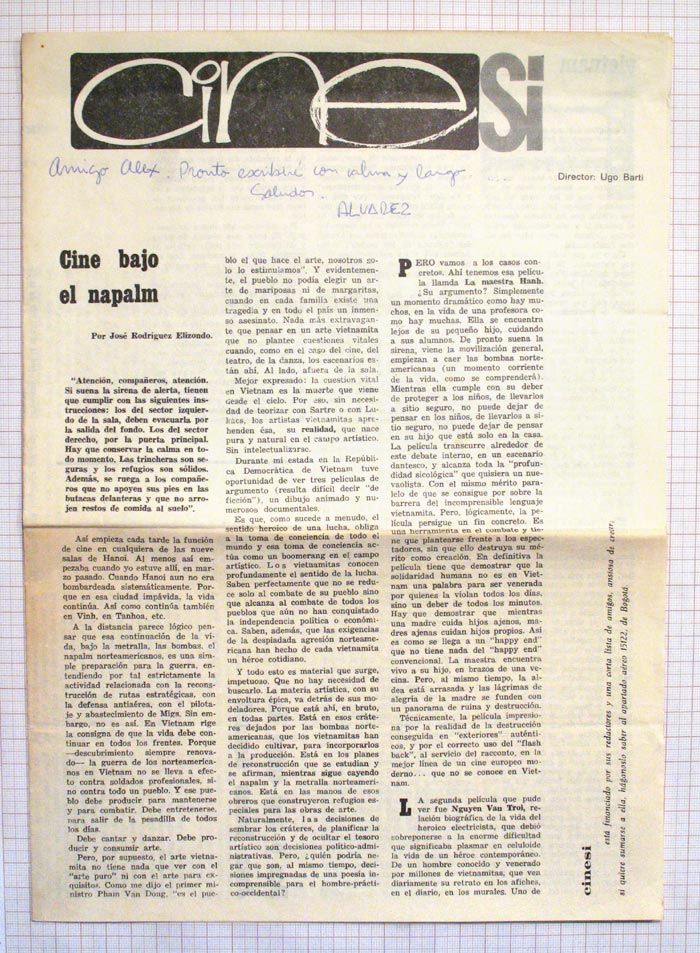 cine Si
Amigo Alex. Pronto escribiré con calma y largo
Saludos.
ALVAREZ
Director: Ugo Barti
Cine bajo
el napalm
Por José Rodríguez Elizondo.
"Atención, compañeros, atención.
Si suena la sirena de alerta, tienen
que cumplir con las siguientes ins-
trucciones: los del sector izquier-
do de la sala, deben evacuarla por
la salida del fondo. Los del sector
derecho, por la puerta principal.
Hay que conservar la calma en to-
do momento. Las trincheras son se-
guras y los refugios son sólidos.
Además, se ruega a los compañe-
ros que no apoyen sus pies en las
butacas delanteras y que no arro-
jen restos de comida al suelo".
Así empieza cada tarde la función
de cine en cualquiera de las nueve
salas de Hanoi. Al menos así em-
pezaba cuando yo estuve allí, en mar-
zo pasado. Cuando Hanoi aun no era
bombardeada sistemáticamente. Por-
que en esa ciudad impávida, la vida
continúa. Así como continúa también
en Vinh, en Tanhoa, etc.
A la distancia parece lógico pen-
sar que esa continuación de la vi-
da, bajo la metralla, las bombas, el
napalm norteamericanos, es una sim-
ple preparación para la guerra, en-
tendiendo por tal estrictamente la
actividad relacionada con la recons-
trucción de rutas estratégicas, con
la defensa antiaérea, con el pilota-
je y abastecimiento de Migs. Sin em-
bargo, no es así. En Vietnam rige
la consigna de que la vida debe con-
tinuar en todos los frentes. Porque
—descubrimiento siempre renova-
do— la guerra de los norteamerica-
nos en Vietnam no se lleva a efec-
to contra soldados profesionales, si-
no contra todo un pueblo. Y ese pue-
blo debe producir para mantenerse
y para combatir. Debe entretenerse,
para salir de la pesadilla de todos
los días.
Debe cantar y danzar. Debe pro-
ducir y consumir arte.
Pero, por supuesto, el arte vietna-
mita no tiene nada que ver con el
"arte puro" ni con el arte para ex-
quisitos. Como me dijo el primer mi-
nistro Pham Van Dong, "es el pue-
blo el que hace el arte, nosotros so-
lo lo estimulamos". Y evidentemen-
te, el pueblo no podía elegir un ar-
te de mariposas ni de margaritas,
cuando en cada familia existe una
tragedia y en todo el país un inmen-
so asesinato. Nada más extravagan-
te que pensar en un arte vietnamita
que no plantee cuestiones vitales
cuando, como en el caso del cine, del
teatro, de la danza, los escenarios es-
tán ahí. Al lado, afuera de la sala.
Mejor expresado: la cuestión vital
en Vietnam es la muerte que viene
desde el cielo. Por eso, sin necesi-
dad de teorizar con Sartre o con Lu-
kács, los artistas vietnamitas apre-
henden ésa, su realidad, que nace
pura y natural en el campo artístico.
Sin intelectualizarse.
Durante mi estada en la Repúbli-
ca Democrática de Vietnam tuve
oportunidad de ver tres películas de
argumento (resulta difícil decir "de
ficción"), un dibujo animado y nu-
merosos documentales.
Es que, como sucede a menudo, el
sentido heroico de una lucha, obliga
a la toma de conciencia de todo el
mundo y esa toma de conciencia ac-
túa como un boomerang en el campo
artístico. Los vietnamitas conocen
profundamente el sentido de la lucha.
Saben perfectamente que no se redu-
ce solo al combate de su pueblo sino
que alcanza al combate de todos los
pueblos que aún no han conquistado
la independencia política o económi-
ca. Saben, además, que las exigencias
de la despiadada agresión norteame-
ricana han hecho de cada vietnamita
un héroe cotidiano.
Y todo esto es material que surge,
impetuoso. Que no hay necesidad de
buscarlo. La materia artística, con su
envoltura épica, va detrás de sus mo-
deladores. Porque está ahí, en bruto,
en todas partes. Está en esos cráte-
res dejados por las bombas norte-
americanas, que los vietnamitas han
decidido cultivar, para incorporarlos
a la producción. Está en los planes
de reconstrucción que se estudian y
se afirman, mientras sigue cayendo
el napalm y la metralla norteameri-
canos. Está en las manos de esos
obreros que construyeron refugios es-
peciales para las obras de arte.
Naturalmente, las decisiones de
sembrar los cráteres, de planificar la
reconstrucción y de ocultar el tesoro
artístico son decisiones político-admi-
nistrativas. Pero, ¿quién podría ne-
gar que son, al mismo tiempo, deci-
siones impregnadas de una poesía in-
comprensible para el hombre-prácti-
co-occidental?
PERO vamos a los casos con-
cretos. Ahí tenemos esa pelícu-
la llamda La maestra Hanh.
¿Su argumento? Simplemente
un momento dramático como hay mu-
chos, en la vida de una profesora co-
mo hay muchas. Ella se encuentra
lejos de su pequeño hijo, cuidando
a sus alumnos. De pronto suena la
sirena, viene la movilización general,
empiezan a caer las bombas norte-
americanas (un momento corriente
de la vida, como se comprenderá).
Mientras ella cumple con su deber
de proteger a los niños, de llevarlos
a sitio seguro, no puede dejar de
pensar en los niños, de llevarlos a si-
tio seguro, no puede dejar de pensar
en su hijo que está solo en la casa.
La película transcurre alrededor de
este debate interno, en un escenario
dantesco, y alcanza toda la "profun-
didad sicológica" que quisiera un nue-
vaolista. Con el mismo mérito para-
lelo de que se consigue por sobre la
barrera del incomprensible lenguaje
vietnamita. Pero, lógicamente, la pe-
lícula persigue un fin concreto. Es
una herramienta en el combate y tie-
ne que plantearse frente a los espec-
tadores, sin que ello destruya su mé-
rito como creación. En definitiva la
película tiene que demostrar que la
solidaridad humana no es en Viet-
nam una palabra para ser venerada
por quienes la violan todos los días,
sino un deber de todos los minutos.
Hay que demostrar que mientras
una madre cuida hijos ajenos, ma-
dres ajenas cuidan hijos propios. Así
es como se llega a un "happy end"
que no tiene nada del "happy end"
convencional. La maestra encuentra
vivo a su hijo, en brazos de una ve-
cina. Pero, al mismo tiempo, la al-
dea está arrasada y las lágrimas de
alegría de la madre se funden con
un panorama de ruina y destrucción.
Técnicamente, la película impresio-
na por la realidad de la destrucción
conseguida en "exteriores" auténti-
cos, y por el correcto uso del "flash
back", al servicio del racconto, en la
mejor línea de un cine europeo mo-
derno... que no se conoce en Viet-
nam.
LA segunda película que pude
ver fue Nguyen Van Troi, re-
lación biográfica de la vida del
heroico electricista, que debió
sobreponerse a la enorme dificultad
que significaba plasmar en celuloide
la vida de un héroe contemporáneo.
De un hombre conocido y venerado
por millones de vietnamitas, que ven
diariamente su retrato en los afiches,
en el diario, en los murales. Uno de
cinesi
está financiado por sus redactores y una corta lista de amigos, ansiosa de crecer.
si quiere sumarse a ella, háganoslo saber al apartado aéreo 15122, de Bogotá